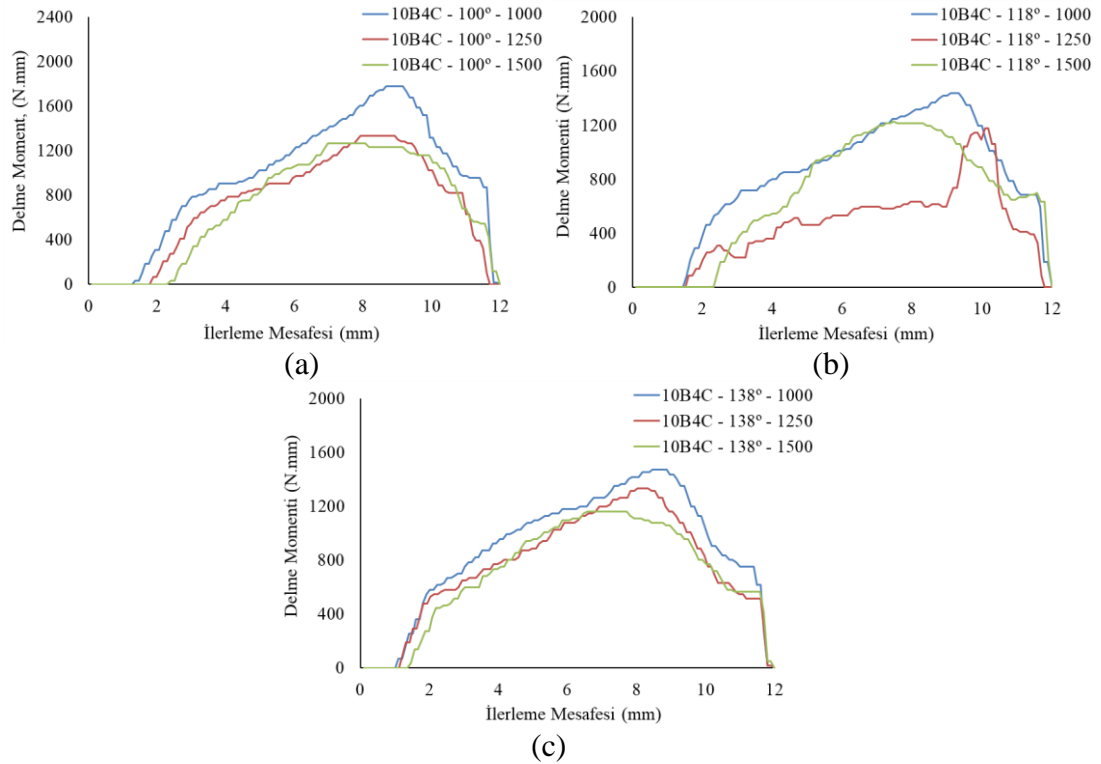 2400
2000
1600
1200
800
400
0
Delme Moment, (N.mm)
10B4C - 100º - 1000
10B4C - 100º - 1250
10B4C - 100º - 1500
0 2 4 6 8 10 12
İlerleme Mesafesi (mm)
(a)
2000
1600
1200
800
400
0
Delme Momenti (N.mm)
10B4C - 118º - 1000
10B4C - 118º - 1250
10B4C - 118º - 1500
0 2 4 6 8 10 12
İlerleme Mesafesi (mm)
(b)
2000
1600
1200
800
400
0
Delme Momenti (N.mm)
10B4C - 138º - 1000
10B4C - 138º - 1250
10B4C - 138º - 1500
0 2 4 6 8 10 12
İlerleme Mesafesi (mm)
(c)